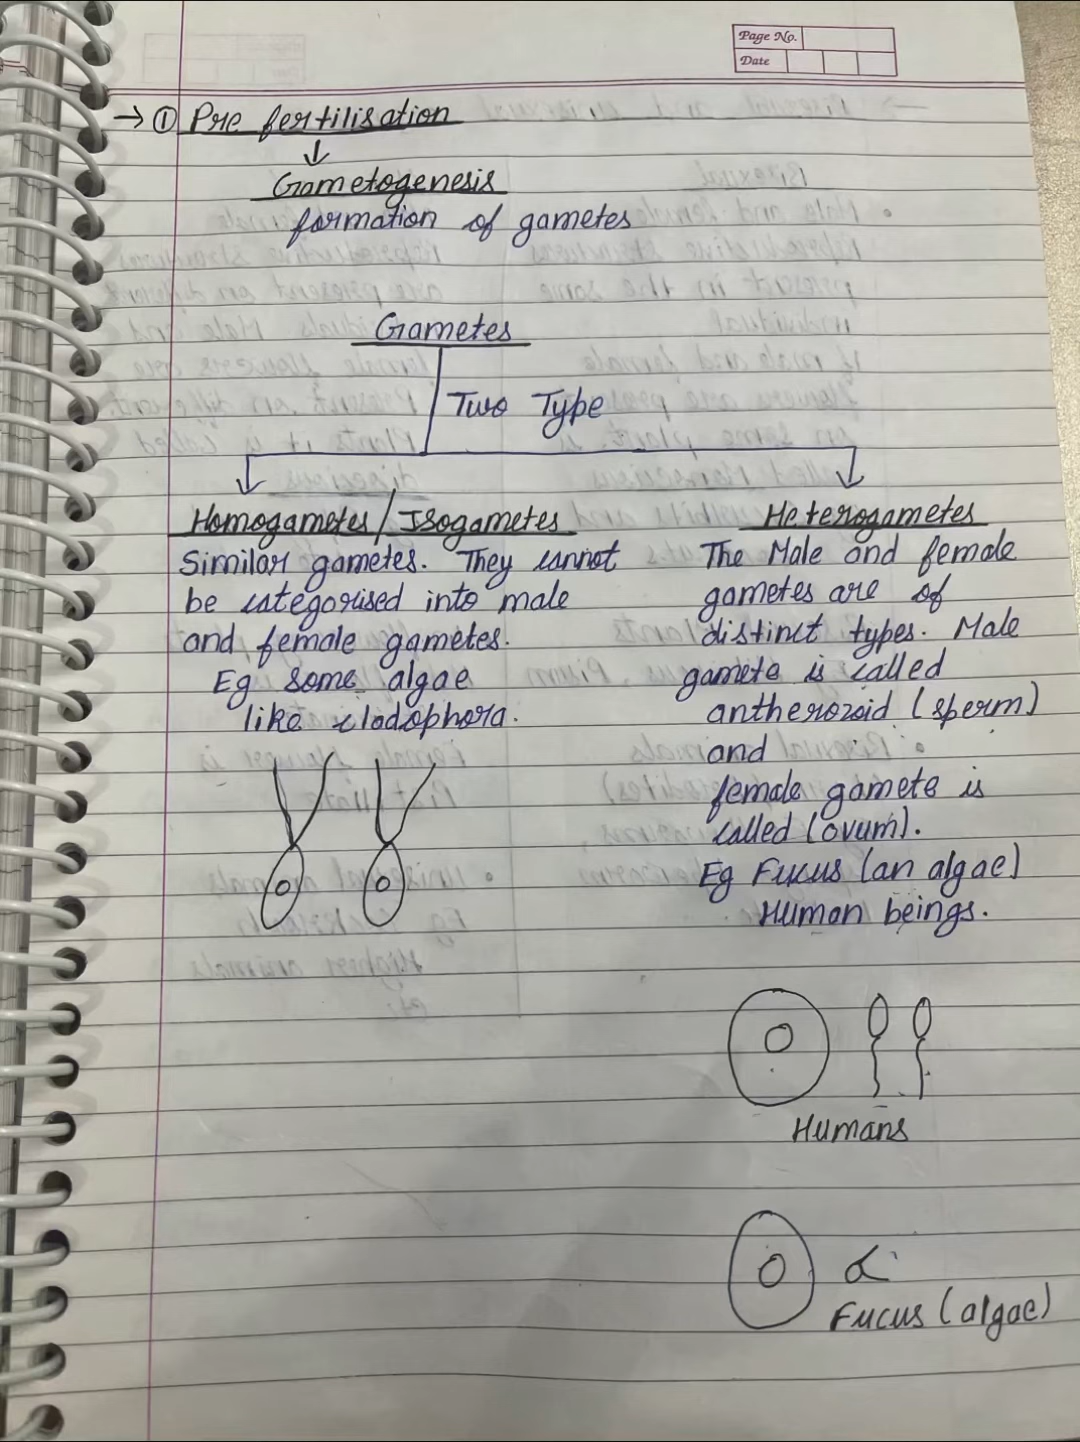 Page No.
Date
→ ① Pre fertilisation
↓
Gametogenesis
formation of gametes
Gametes
Two Type
Homogametes/Isogametes
Similar gametes. They cannot
be categorised into male
and female gametes.
Eg some algae
like cladophora.
Heterogametes
The Male and female
gametes are of
distinct types. Male
gamete is called
antherozoid (sperm)
and
female gamete is
called (ovum).
Eg Fucus (an algae)
Human beings.
Humans
Fucus (algae)